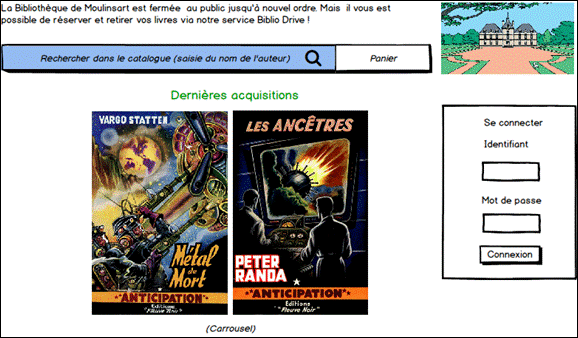 La Bibliothèque de Moulinsart est fermée au public jusqu'à nouvel ordre. Mais il vous est
possible de réserver et retirer vos livres via notre service Biblio Drive !
Rechercher dans le catalogue (saisie du nom de l'auteur)
Panier
Dernières acquisitions
VARGO STATTEN
Métal
de
Mort
"ANTICIPATION"
Editions
"Fleuve Noir"
LES ANCÊTRES
PETER
RANDA
"ANTICIPATION"
Editions
"Fleuve Noir"
(Carrousel)
Se connecter
Identifiant
Mot de passe
Connexion